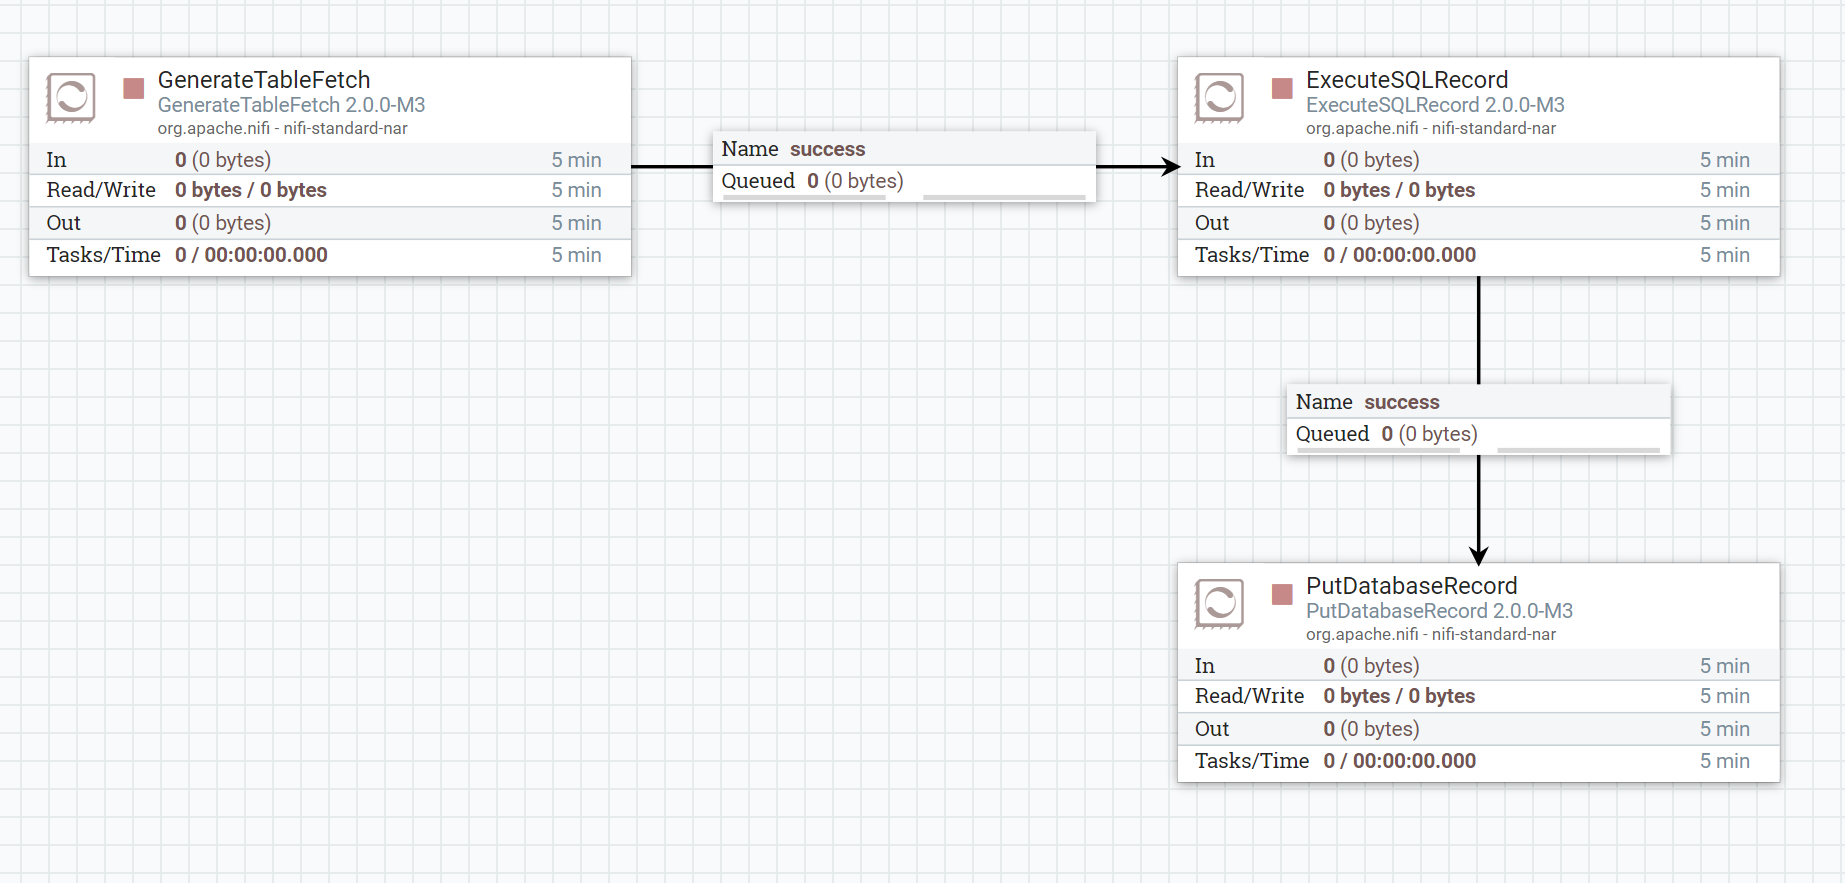 GenerateTableFetch
GenerateTableFetch 2.0.0-M3
org.apache.nifi - nifi-standard-nar
In 0 (0 bytes) 5 min
Read/Write 0 bytes / 0 bytes 5 min
Out 0 (0 bytes) 5 min
Tasks/Time 0 / 00:00:00.000 5 min
Name success
Queued 0 (0 bytes)
ExecuteSQLRecord
ExecuteSQLRecord 2.0.0-M3
org.apache.nifi - nifi-standard-nar
In 0 (0 bytes) 5 min
Read/Write 0 bytes / 0 bytes 5 min
Out 0 (0 bytes) 5 min
Tasks/Time 0 / 00:00:00.000 5 min
Name success
Queued 0 (0 bytes)
PutDatabaseRecord
PutDatabaseRecord 2.0.0-M3
org.apache.nifi - nifi-standard-nar
In 0 (0 bytes) 5 min
Read/Write 0 bytes / 0 bytes 5 min
Out 0 (0 bytes) 5 min
Tasks/Time 0 / 00:00:00.000 5 min